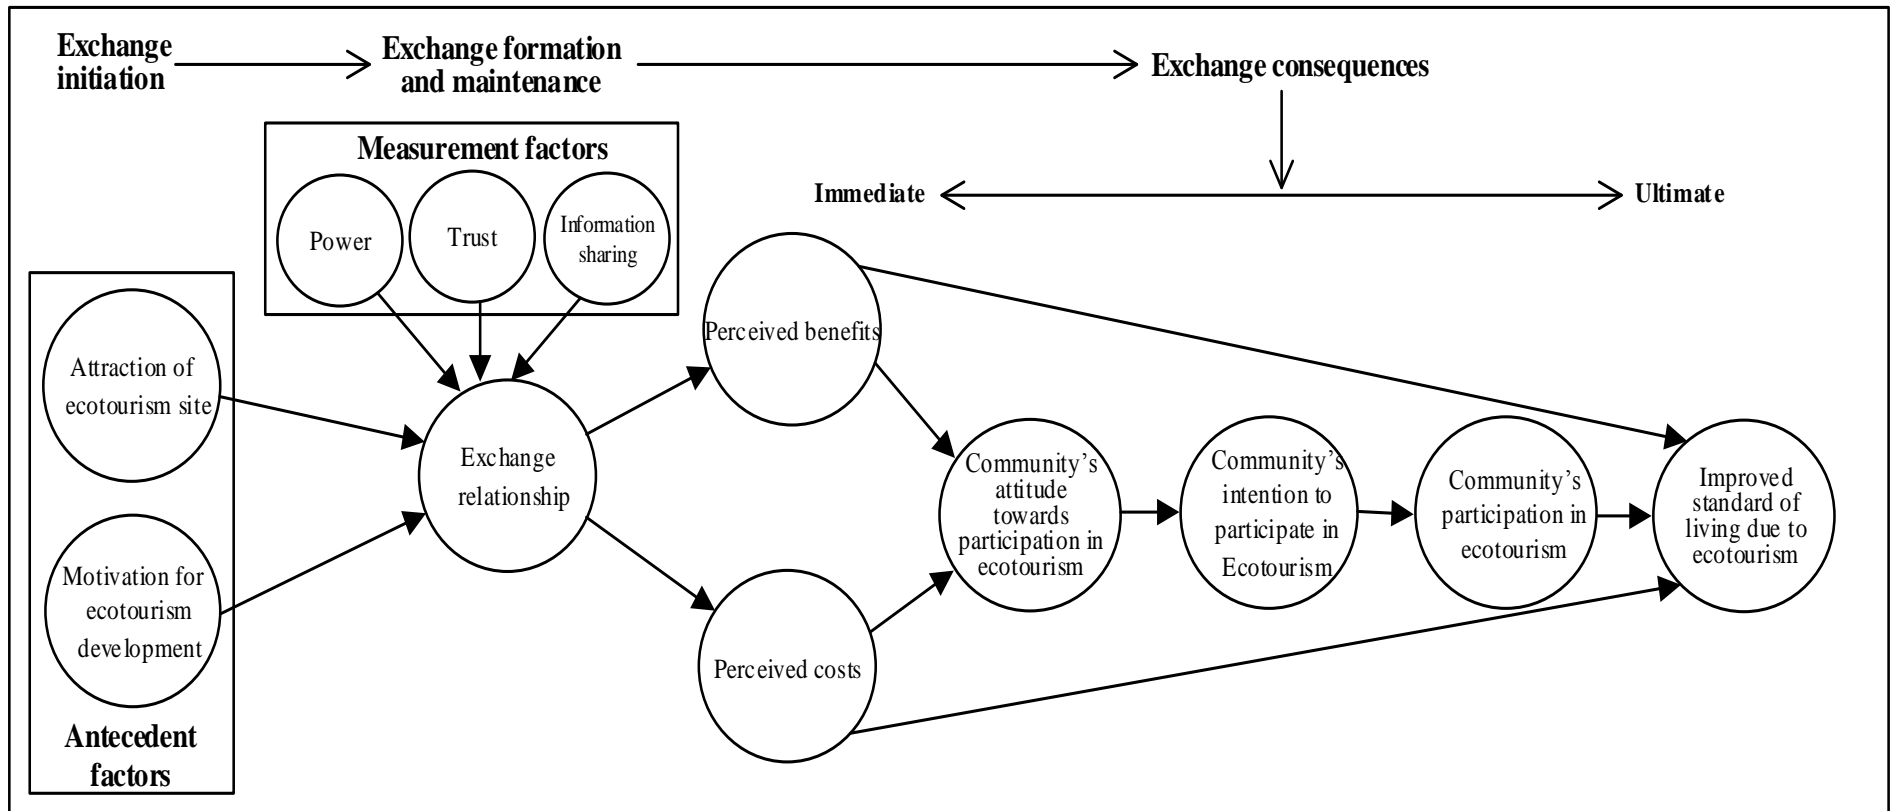 Exchange
initiation
Exchange formation
and maintenance
Exchange consequences
Measurement factors
Power
Trust
Information
sharing
Immediate
Ultimate
Attraction of
ecotourism site
Motivation for
ecotourism
development
Antecedent
factors
Exchange
relationship
Perceived benefits
Perceived costs
Community's
attitude
towards
participation in
ecotourism
Community's
intention to
participate in
Ecotourism
Community's
participation in
ecotourism
Improved
standard of
living due to
ecotourism